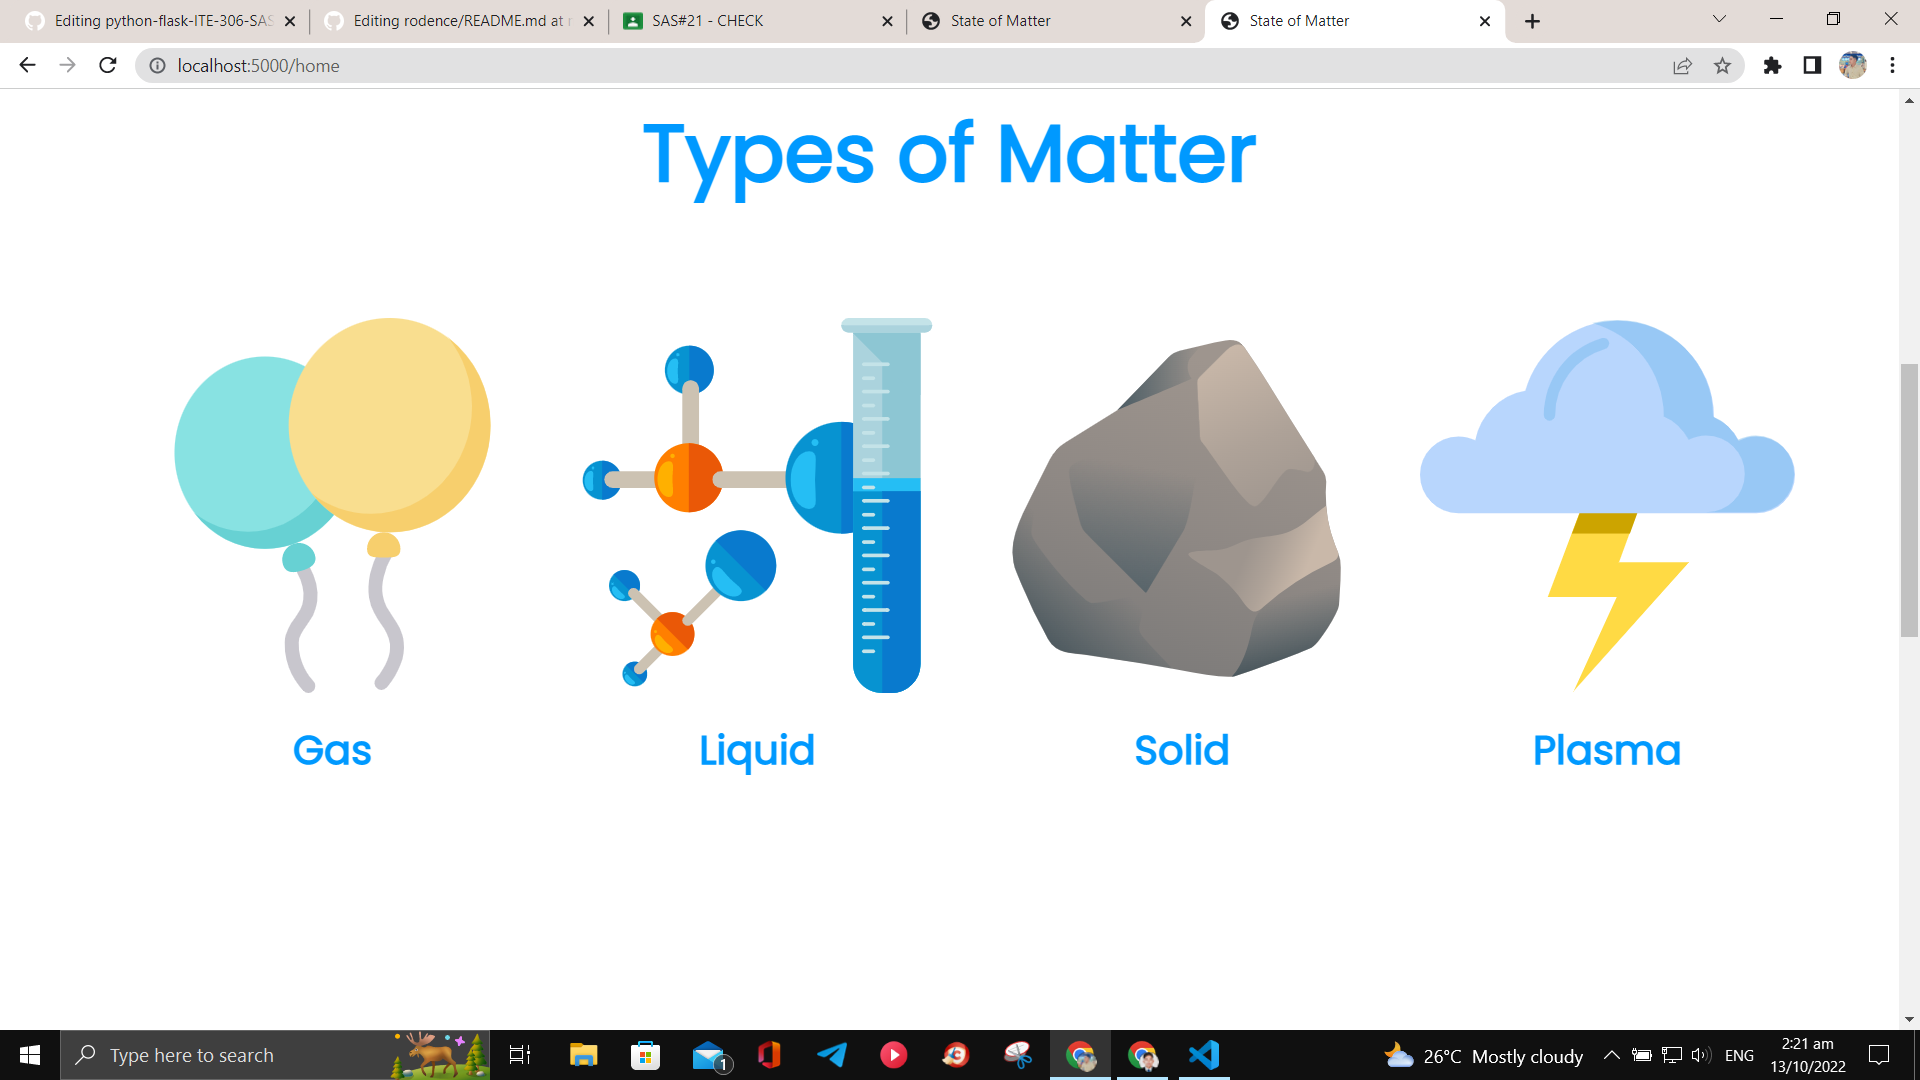 Editing python-flask-ITE-306-SAS
Editing rodence/README.md at
SAS#21 - CHECK
State of Matter
State of Matter
localhost:5000/home
Types of Matter
Gas
Liquid
Solid
Plasma
Type here to search
1
26°C Mostly cloudy
ENG
2:21 am
13/10/2022